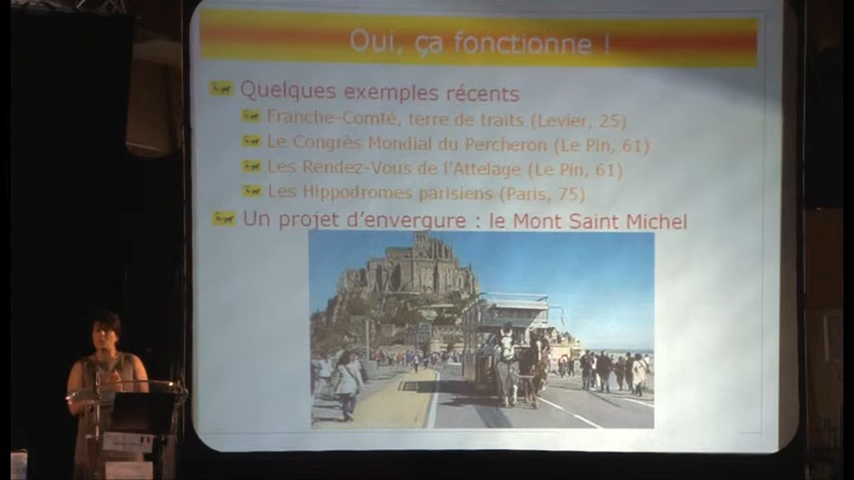 Oui, ça fonctionne !
Quelques exemples récents
Franche-Comté, terre de traits (Levier, 25)
Le Congrès Mondial du Percheron (Le Pin, 61)
Les Rendez-Vous de l'Attelage (Le Pin, 61)
Les Hippodromes parisiens (Paris, 75)
Un projet d'envergure : le Mont Saint Michel